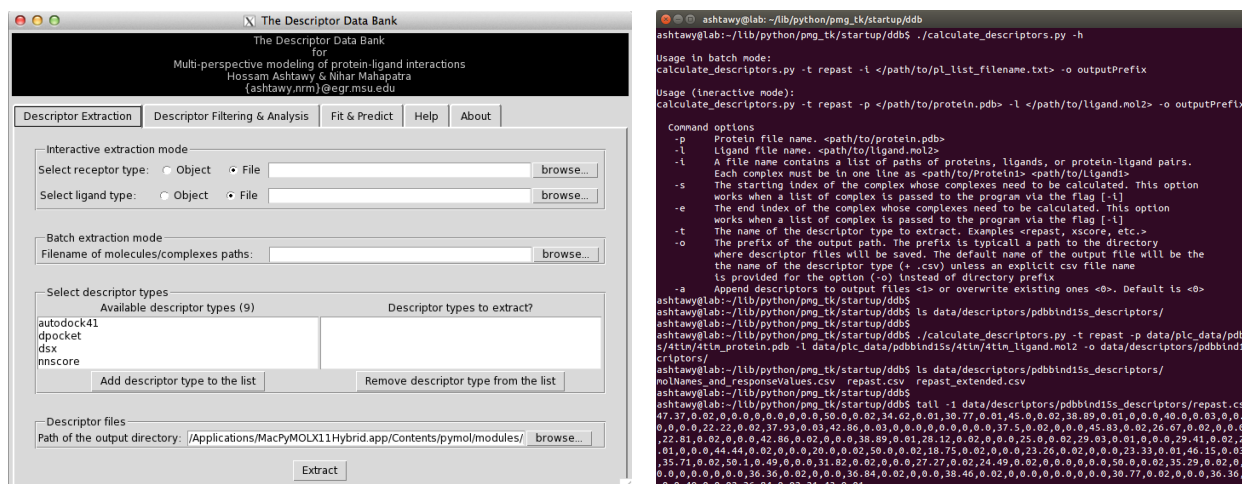 The Descriptor Data Bank
The Descriptor Data Bank
for
Multi-perspective modeling of protein-ligand interactions
Hossam Ashtawy & Nihar Mahapatra
{ashtawy,nrm}@egr.msu.edu
Descriptor Extraction Descriptor Filtering & Analysis Fit & Predict Help About
Interactive extraction mode
Select receptor type: Object File browse...
Select ligand type: Object File browse...
Batch extraction mode
Filename of molecules/complexes paths: browse...
Select descriptor types
Available descriptor types (9) Descriptor types to extract?
autodock41
dpocket
dsx
nnscore
Add descriptor type to the list Remove descriptor type from the list
Descriptor files
Path of the output directory: /Applications/MacPyMOLX11Hybrid.app/Contents/pymol/modules/ browse...
Extract
ashtawy@lab: ~/lib/python/pmg_tk/startup/ddb
ashtawy@lab:~/lib/python/pmg_tk/startup/ddb$ ./calculate_descriptors.py -h
Usage in batch mode:
calculate_descriptors.py -t repast -i </path/to/pl_list_filename.txt> -o outputPrefix
Usage (ineractive mode):
calculate_descriptors.py -t repast -p </path/to/protein.pdb> -l </path/to/ligand.mol2> -o outputPrefix
Command options
-p Protein file name. <path/to/protein.pdb>
-l Ligand file name. <path/to/ligand.mol2>
-i A file name contains a list of paths of proteins, ligands, or protein-ligand pairs.
Each complex must be in one line as <path/to/Protein1> <path/to/Ligand1>
-s The starting index of the complex whose complexes need to be calculated. This option
works when a list of complex is passed to the program via the flag [-i]
-e The end index of the complex whose complexes need to be calculated. This option
works when a list of complex is passed to the program via the flag [-i]
-t The name of the descriptor type to extract. Examples <repast, xscore, etc.>
-o The prefix of the output path. The prefix is typicall a path to the directory
where descriptor files will be saved. The default name of the output file will be the
the name of the descriptor type (+ .csv) unless an explicit csv file name
is provided for the option (-o) instead of directory prefix
-a Append descriptors to output files <1> or overwrite existing ones <0>. Default is <0>
ashtawy@lab:~/lib/python/pmg_tk/startup/ddb$
ashtawy@lab:~/lib/python/pmg_tk/startup/ddb$ ls data/descriptors/pdbbind15s_descriptors/
ashtawy@lab:~/lib/python/pmg_tk/startup/ddb$
ashtawy@lab:~/lib/python/pmg_tk/startup/ddb$ ./calculate_descriptors.py -t repast -p data/plc_data/pdb
s/4tim/4tim_protein.pdb -l data/plc_data/pdbbind15s/4tim/4tim_ligand.mol2 -o data/descriptors/pdbbind1
criptors/
ashtawy@lab:~/lib/python/pmg_tk/startup/ddb$ ls data/descriptors/pdbbind15s_descriptors/
molNames_and_responseValues.csv repast.csv repast_extended.csv
ashtawy@lab:~/lib/python/pmg_tk/startup/ddb$
ashtawy@lab:~/lib/python/pmg_tk/startup/ddb$ tail -1 data/descriptors/pdbbind15s_descriptors/repast.cs